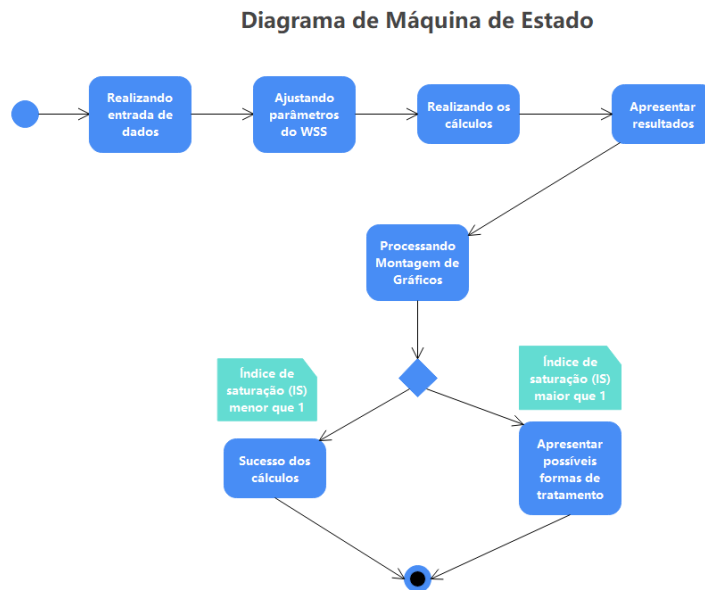 Diagrama de Máquina de Estado
Realizando
entrada de
dados
Ajustando
parâmetros
do WSS
Realizando os
cálculos
Apresentar
resultados
Processando
Montagem de
Gráficos
Índice de
saturação (IS)
menor que 1
Índice de
saturação (IS)
maior que 1
Sucesso dos
cálculos
Apresentar
possíveis
formas de
tratamento